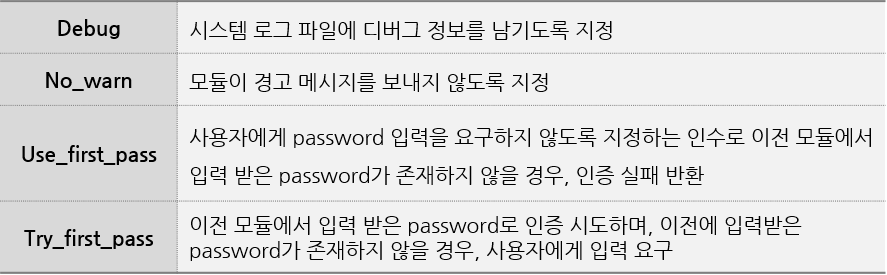 Debug
시스템 로그 파일에 디버그 정보를 남기도록 지정
No_warn
모듈이 경고 메시지를 보내지 않도록 지정
Use_first_pass
사용자에게 password 입력을 요구하지 않도록 지정하는 인수로 이전 모듈에서
입력 받은 password가 존재하지 않을 경우, 인증 실패 반환
Try_first_pass
이전 모듈에서 입력 받은 password로 인증 시도하며, 이전에 입력받은
password가 존재하지 않을 경우, 사용자에게 입력 요구